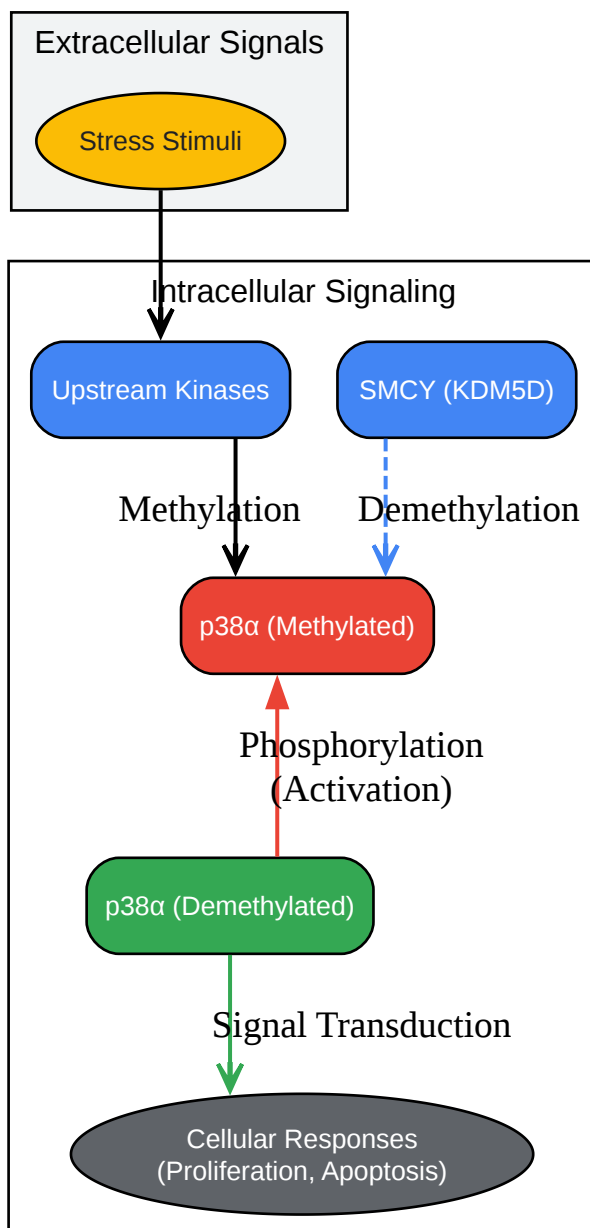 Extracellular Signals
Stress Stimuli
Intracellular Signaling
Upstream Kinases
SMCY (KDM5D)
Methylation
Demethylation
p38α (Methylated)
Phosphorylation
(Activation)
p38α (Demethylated)
Signal Transduction
Cellular Responses
(Proliferation, Apoptosis)